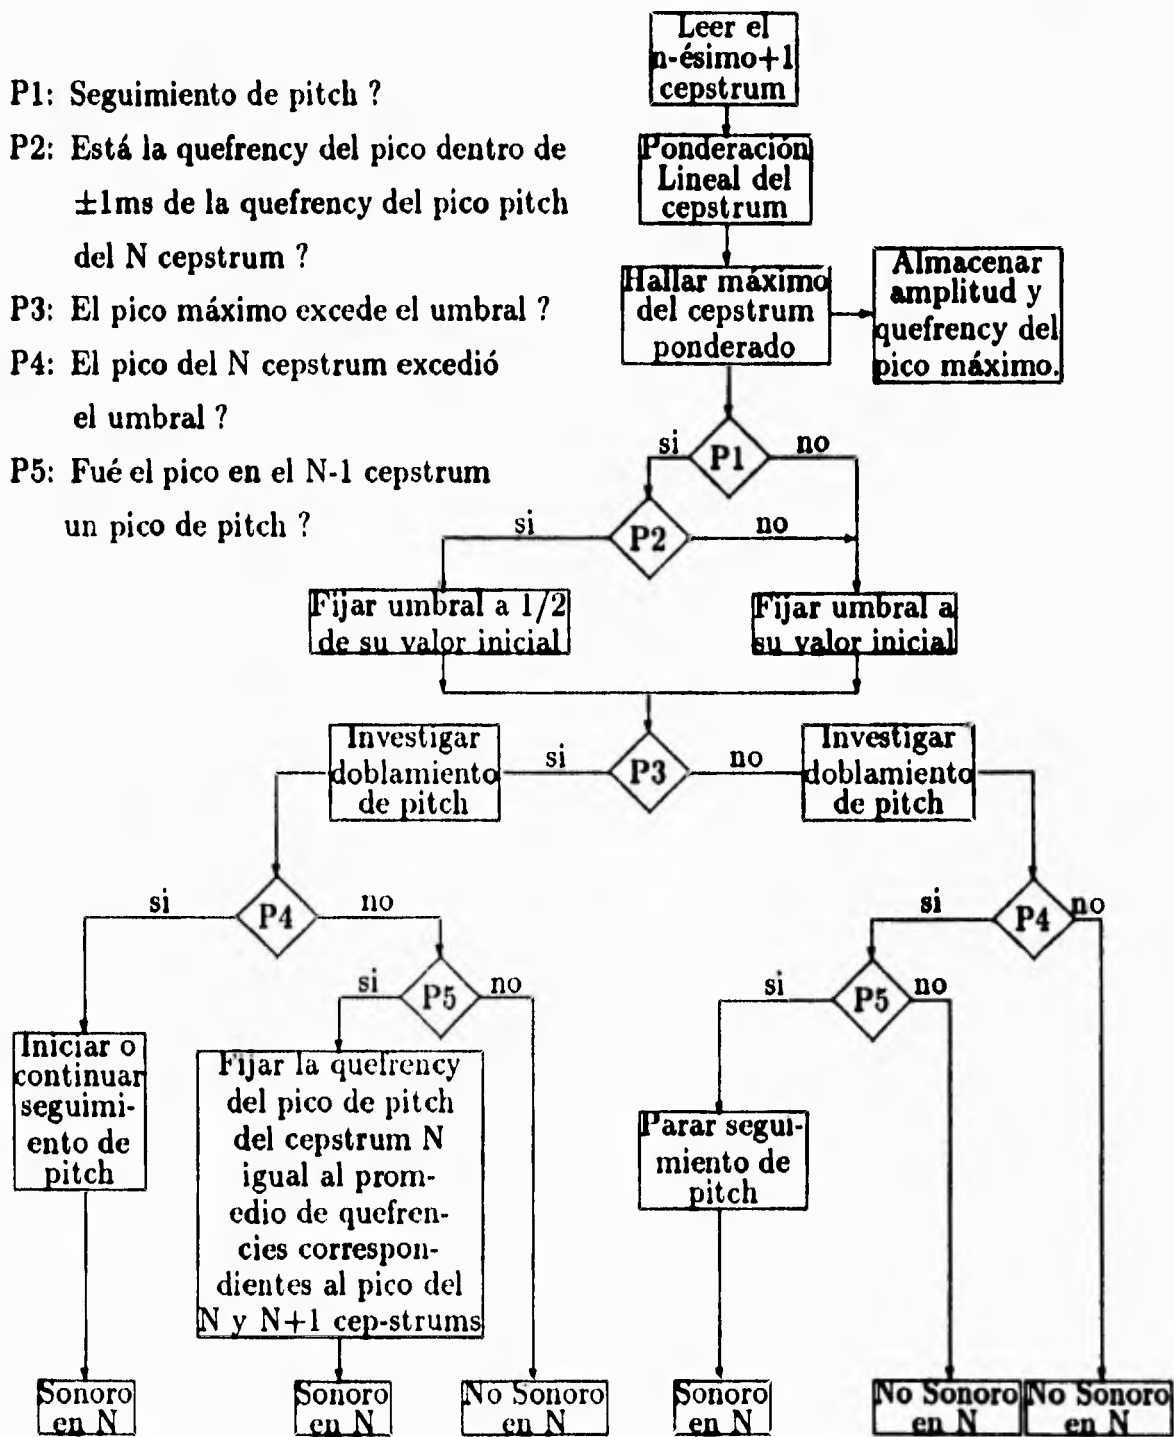 Leer el
n-ésimo+1
cepstrum
P1: Seguimiento de pitch ?
P2: Está la quefrency del pico dentro de
±1ms de la quefrency del pico pitch
del N cepstrum ?
P3: El pico máximo excede el umbral ?
P4: El pico del N cepstrum excedió
el umbral ?
P5: Fué el pico en el N-1 cepstrum
un pico de pitch ?
Ponderación
Lineal del
cepstrum
Hallar máximo
del cepstrum
ponderado
Almacenar
amplitud y
quefrency del
pico máximo.
si
P1
no
si
P2
no
Fijar umbral a 1/2
de su valor inicial
Fijar umbral a
su valor inicial
Investigar
doblamiento
de pitch
si
P3
no
Investigar
doblamiento
de pitch
si
P4
no
si
P4
no
si
P5
no
si
P5
no
Iniciar o
continuar
seguimi-
ento de
pitch
Fijar la quefrency
del pico de pitch
del cepstrum N
igual al prom-
edio de quefren-
cies correspon-
dientes al pico del
N y N+1 cep-strums
Parar segui-
miento de
pitch
Sonoro
en N
Sonoro
en N
No Sonoro
en N
Sonoro
en N
No Sonoro
en N
No Sonoro
en N